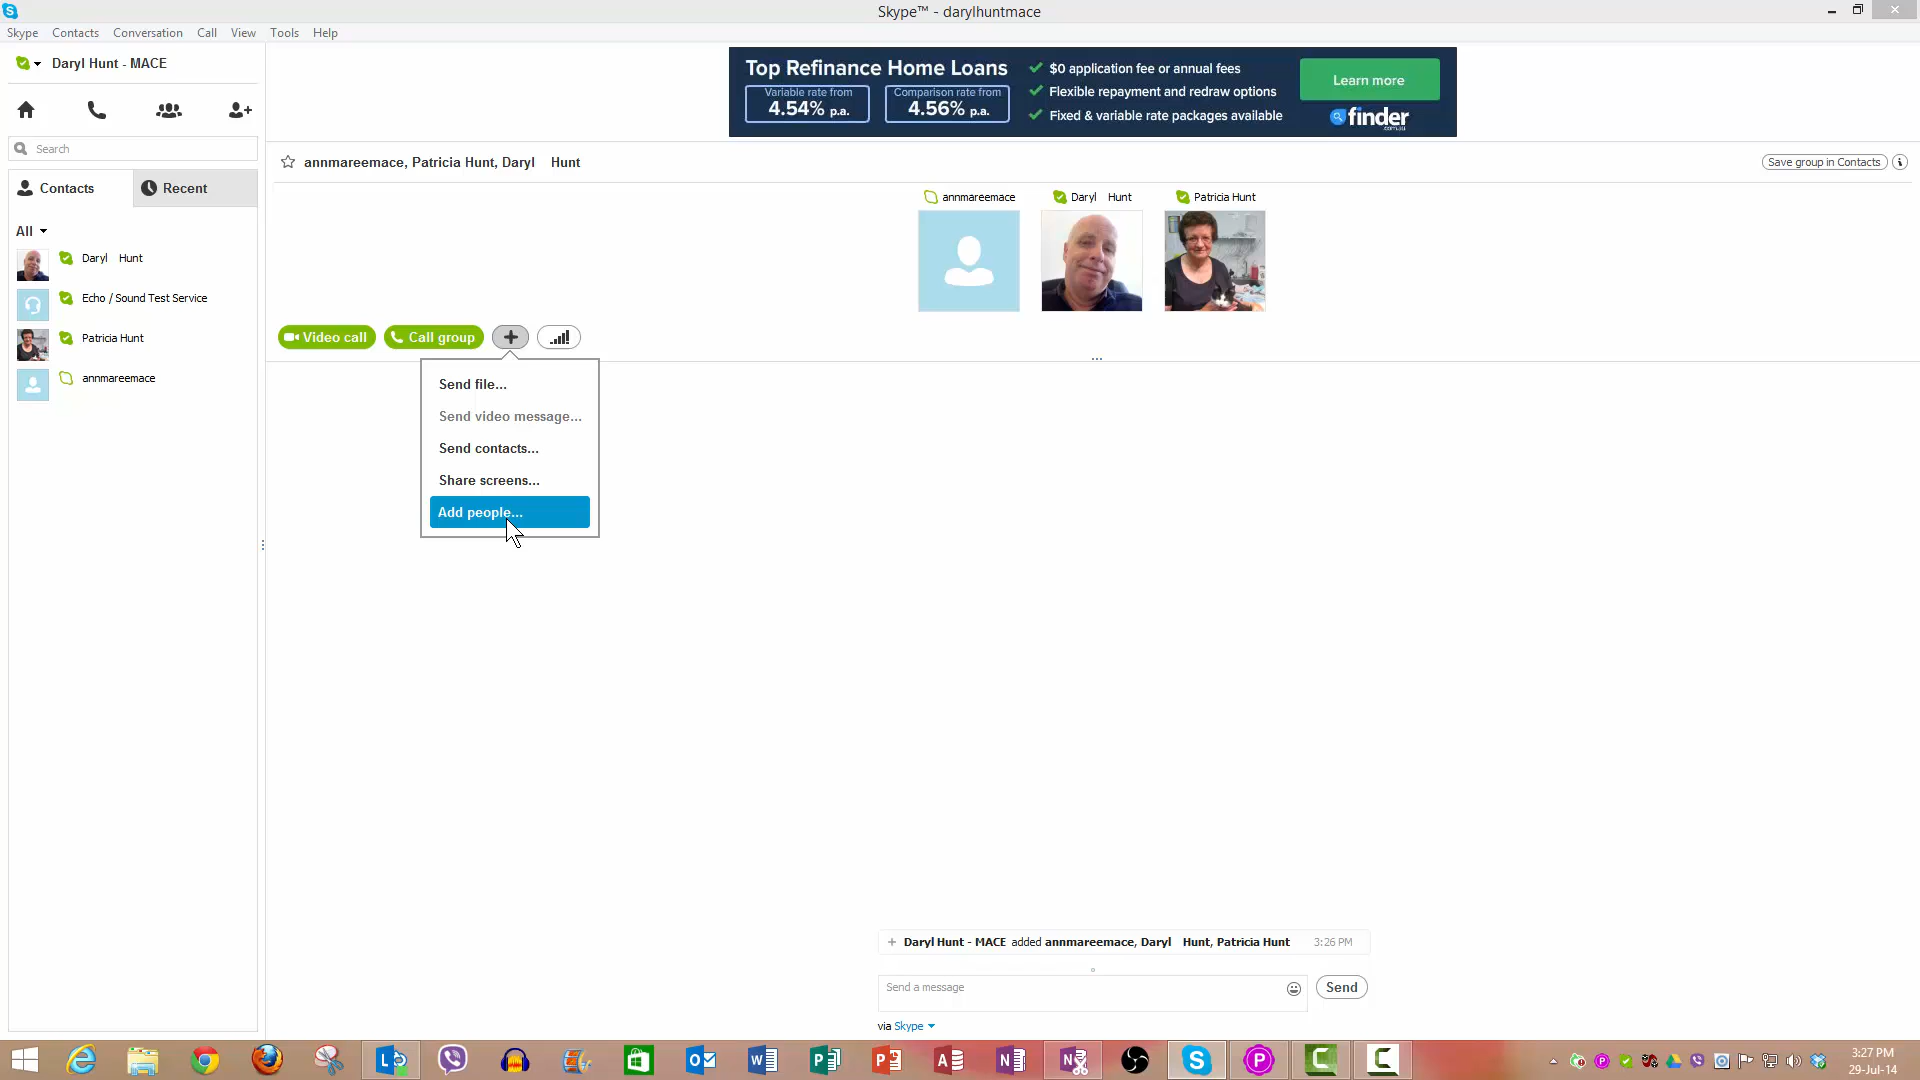 Skype™ - darylhuntmace
Skype Contacts Conversation Call View Tools Help
Daryl Hunt - MACE
Search
Contacts Recent
All
Daryl Hunt
Echo / Sound Test Service
Patricia Hunt
annmareemace
Top Refinance Home Loans
Variable rate from
4.54% p.a.
Comparison rate from
4.56% p.a.
$0 application fee or annual fees
Flexible repayment and redraw options
Fixed & variable rate packages available
Learn more
finder
.com.au
annmareemace, Patricia Hunt, Daryl Hunt
Save group in Contacts
annmareemace Daryl Hunt Patricia Hunt
Video call Call group
Send file...
Send video message...
Send contacts...
Share screens...
Add people...
Daryl Hunt - MACE added annmareemace, Daryl Hunt, Patricia Hunt 3:26 PM
Send a message
Send
via Skype
3:27 PM
29-Jul-14